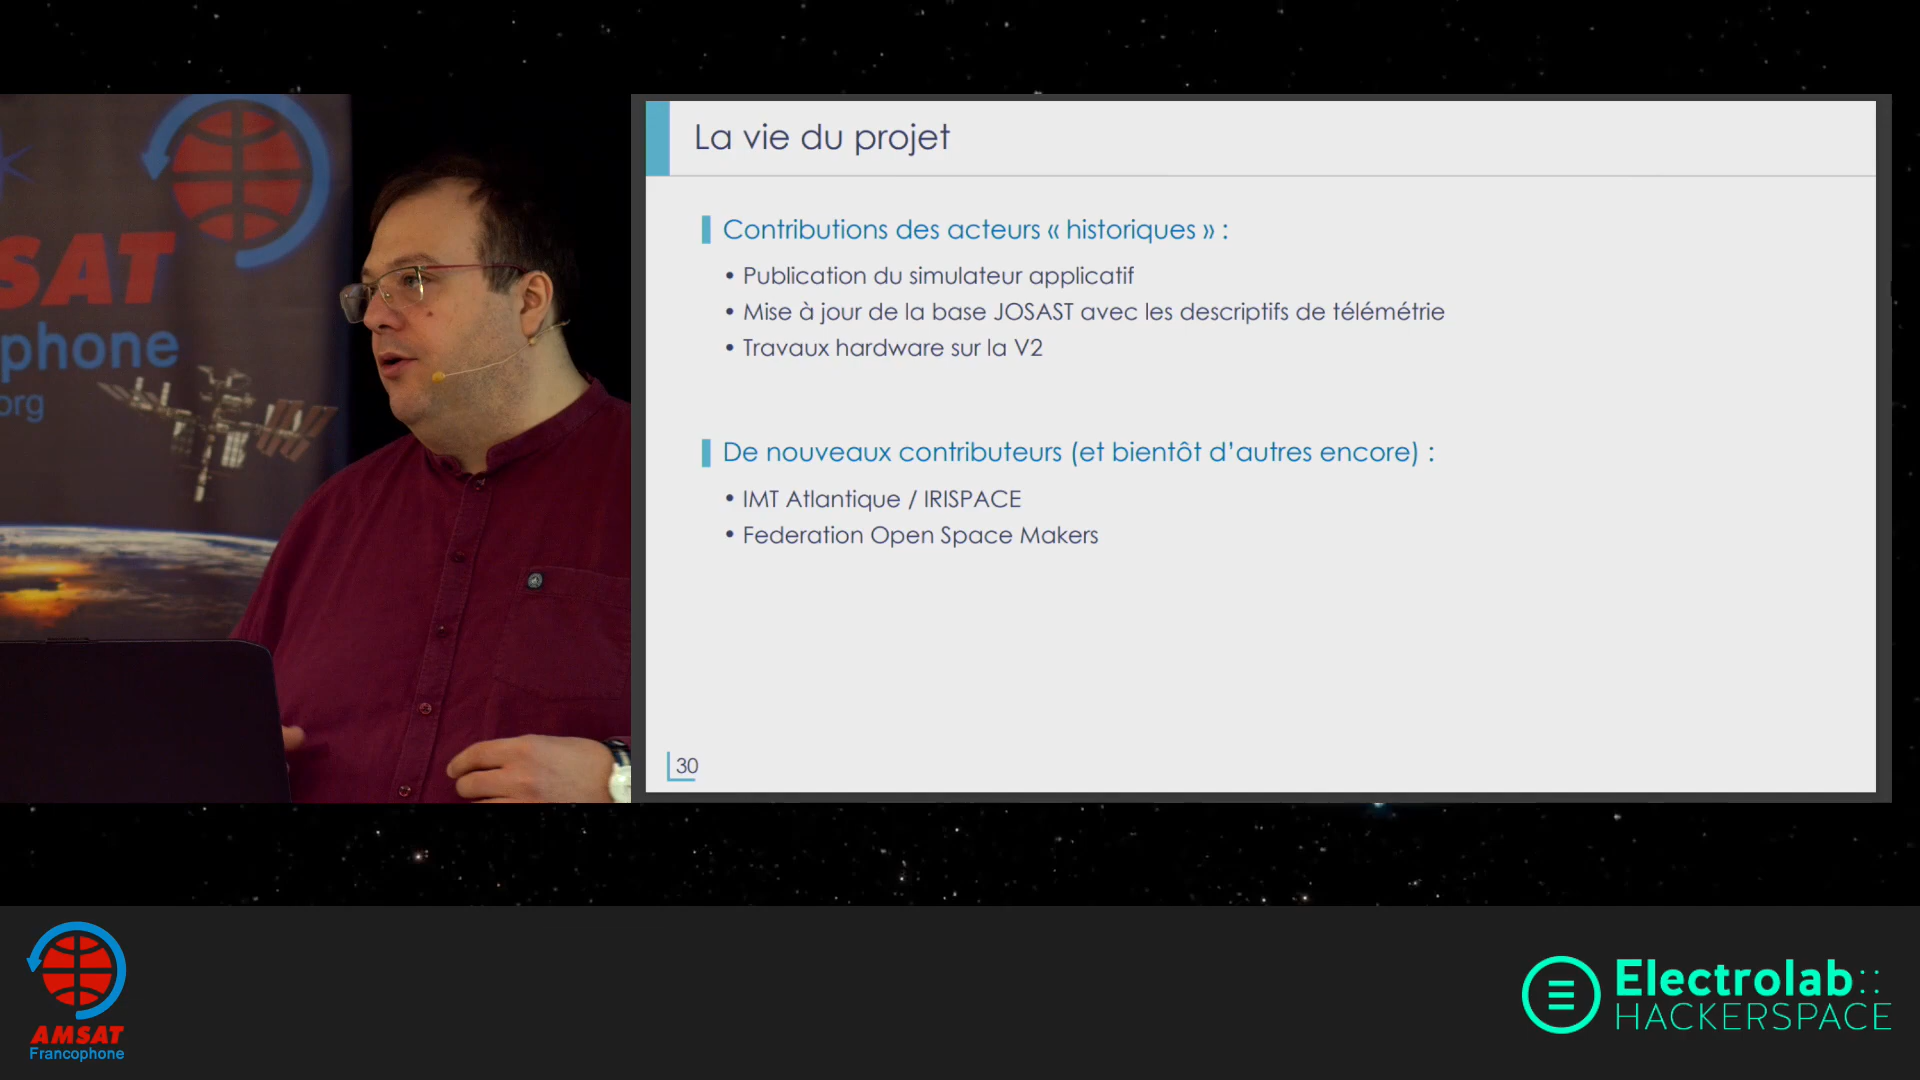 SAT
phone
org
La vie du projet
Contributions des acteurs « historiques » :
• Publication du simulateur applicatif
• Mise à jour de la base JOSAST avec les descriptifs de télémétrie
• Travaux hardware sur la V2
De nouveaux contributeurs (et bientôt d’autres encore) :
• IMT Atlantique / IRISPACE
• Federation Open Space Makers
30
AMSAT
Francophone
Electrolab::
HACKERSPACE